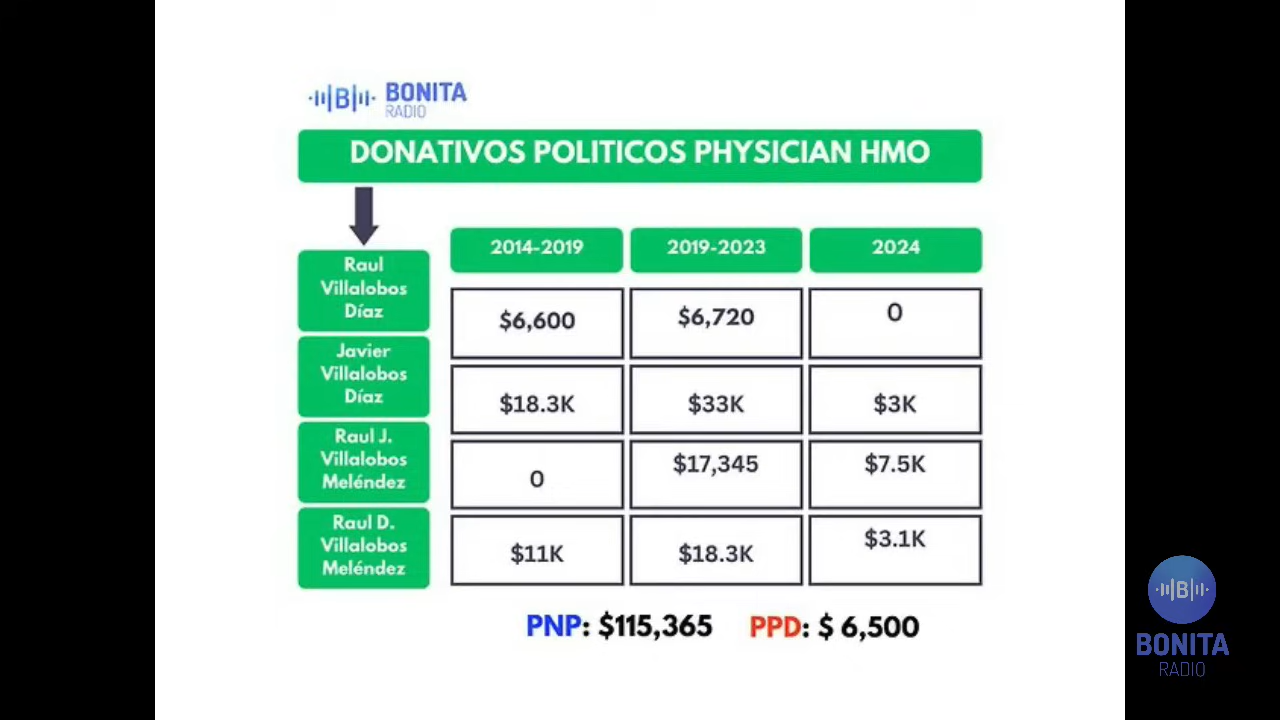 B BONITA
RADIO
DONATIVOS POLITICOS PHYSICIAN HMO
2014-2019 2019-2023 2024
Raul
Villalobos
Díaz
$6,600 $6,720 0
Javier
Villalobos
Díaz
$18.3K $33K $3K
Raul J.
Villalobos
Meléndez
0 $17,345 $7.5K
Raul D.
Villalobos
Meléndez
$11K $18.3K $3.1K
PNP: $115,365 PPD: $ 6,500
B
BONITA
RADIO